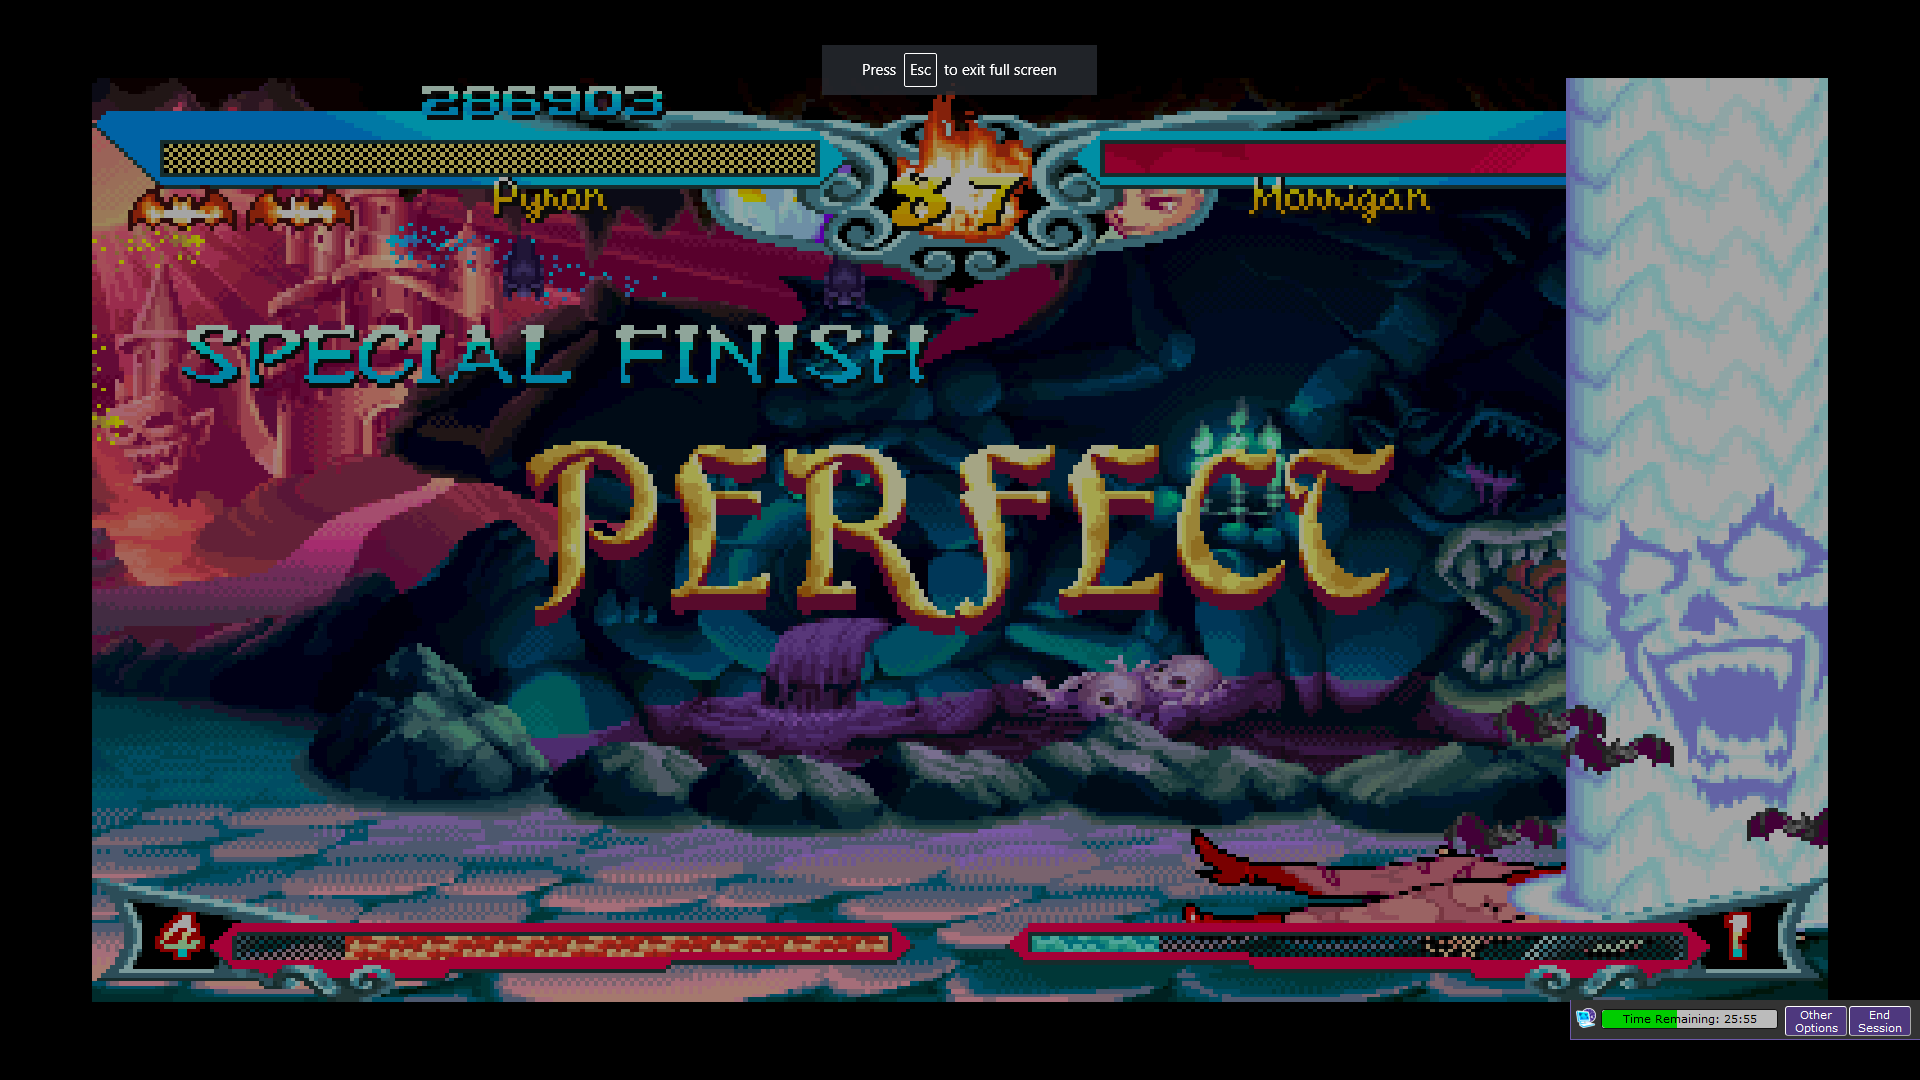 Press Esc to exit full screen
286903
87
Pyron
Morrigan
SPECIAL FINISH
PERFECT
4
1
Time Remaining: 25:55
Other Options
End Session